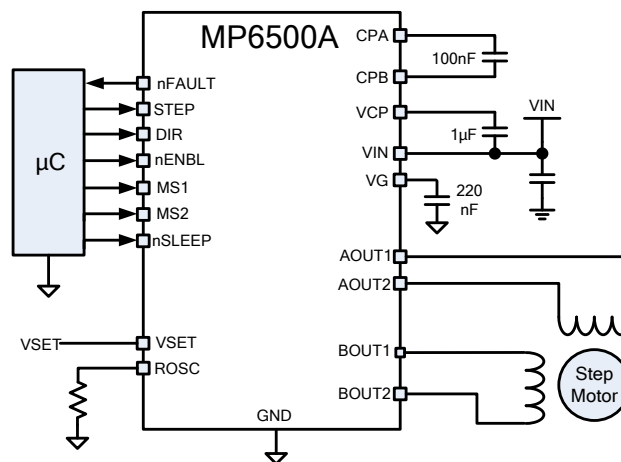 MP6500A
µC
nFAULT
STEP
DIR
nENBL
MS1
MS2
nSLEEP
VSET
VSET
ROSC
GND
CPA
CPB
VCP
VIN
VG
AOUT1
AOUT2
BOUT1
BOUT2
100nF
1µF
VIN
220
nF
Step
Motor